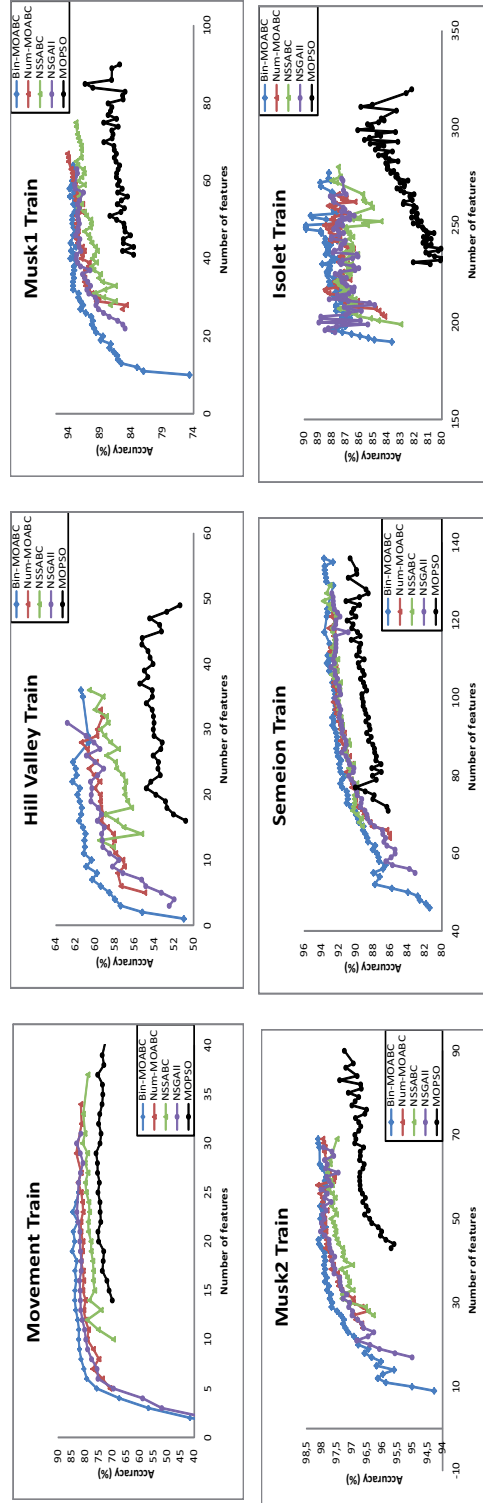 Movement Train
Accuracy (%)
90
85
80
75
70
65
60
55
50
45
40
0
5
10
15
20
25
30
35
40
Number of features
Bin-MOABC
Num-MOABC
NSSABC
NSGAII
MOPSO
Hill Valley Train
Accuracy (%)
64
62
60
58
56
54
52
50
0
10
20
30
40
50
60
Number of features
Bin-MOABC
Num-MOABC
NSSABC
NSGAII
MOPSO
Musk1 Train
Accuracy (%)
94
89
84
79
74
0
20
40
60
80
100
Number of features
Bin-MOABC
Num-MOABC
NSSABC
NSGAII
MOPSO
Musk2 Train
Accuracy (%)
98,5
98
97,5
97
96,5
96
95,5
95
94,5
94
-10
10
30
50
70
90
Number of features
Bin-MOABC
Num-MOABC
NSSABC
NSGAII
MOPSO
Semeion Train
Accuracy (%)
96
94
92
90
88
86
84
82
80
40
60
80
100
120
140
Number of features
Bin-MOABC
Num-MOABC
NSSABC
NSGAII
MOPSO
Isolet Train
Accuracy (%)
90
89
88
87
86
85
84
83
82
81
80
150
200
250
300
350
Number of features
Bin-MOABC
Num-MOABC
NSSABC
NSGAII
MOPSO